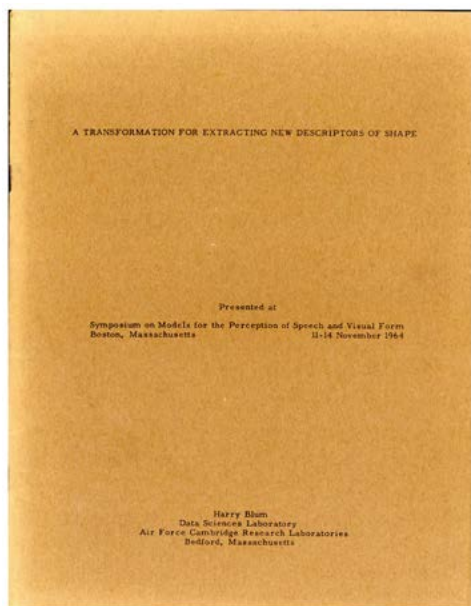 A TRANSFORMATION FOR EXTRACTING NEW DESCRIPTORS OF SHAPE
Presented at
Symposium on Models for the Perception of Speech and Visual Form
Boston, Massachusetts 11-14 November 1964
Harry Blum
Data Sciences Laboratory
Air Force Cambridge Research Laboratories
Bedford, Massachusetts